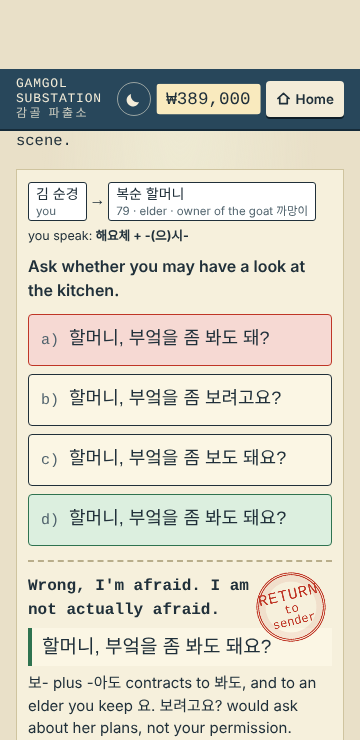 GAMGOL
SUBSTATION
감골 파출소
₩389,000
Home
scene.
김 순경
you
→
복순 할머니
79 · elder · owner of the goat 까망이
you speak: 해요체 + -(으)시-
Ask whether you may have a look at
the kitchen.
a) 할머니, 부엌을 좀 봐도 돼?
b) 할머니, 부엌을 좀 보려고요?
c) 할머니, 부엌을 좀 보도 돼요?
d) 할머니, 부엌을 좀 봐도 돼요?
Wrong, I'm afraid. I am
not actually afraid.
RETURN
to
sender
할머니, 부엌을 좀 봐도 돼요?
보- plus -아도 contracts to 봐도, and to an
elder you keep 요. 보려고요? would ask
about her plans, not your permission.